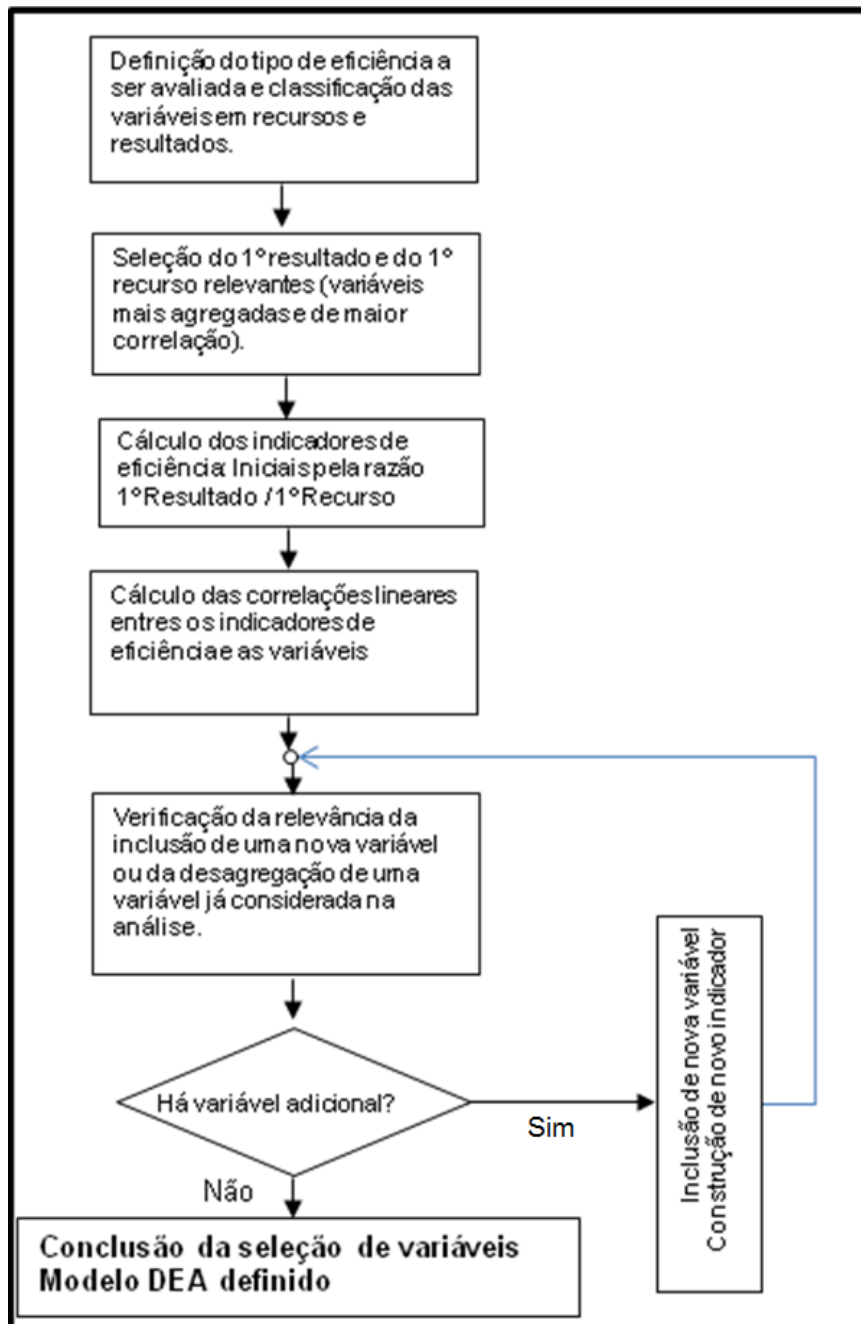 Definição do tipo de eficiência a
ser avaliada e classificação das
variáveis em recursos e
resultados.
Seleção do 1º resultado e do 1º
recurso relevantes (variáveis
mais agregadas e de maior
correlação).
Cálculo dos indicadores de
eficiência: Iniciais pela razão
1º Resultado / 1º Recurso
Cálculo das correlações lineares
entres os indicadores de
eficiência e as variáveis
Verificação da relevância da
inclusão de uma nova variável
ou da desagregação de uma
variável já considerada na
análise.
Há variável adicional?
Sim
Inclusão de nova variável
Construção de novo indicador
Não
Conclusão da seleção de variáveis
Modelo DEA definido